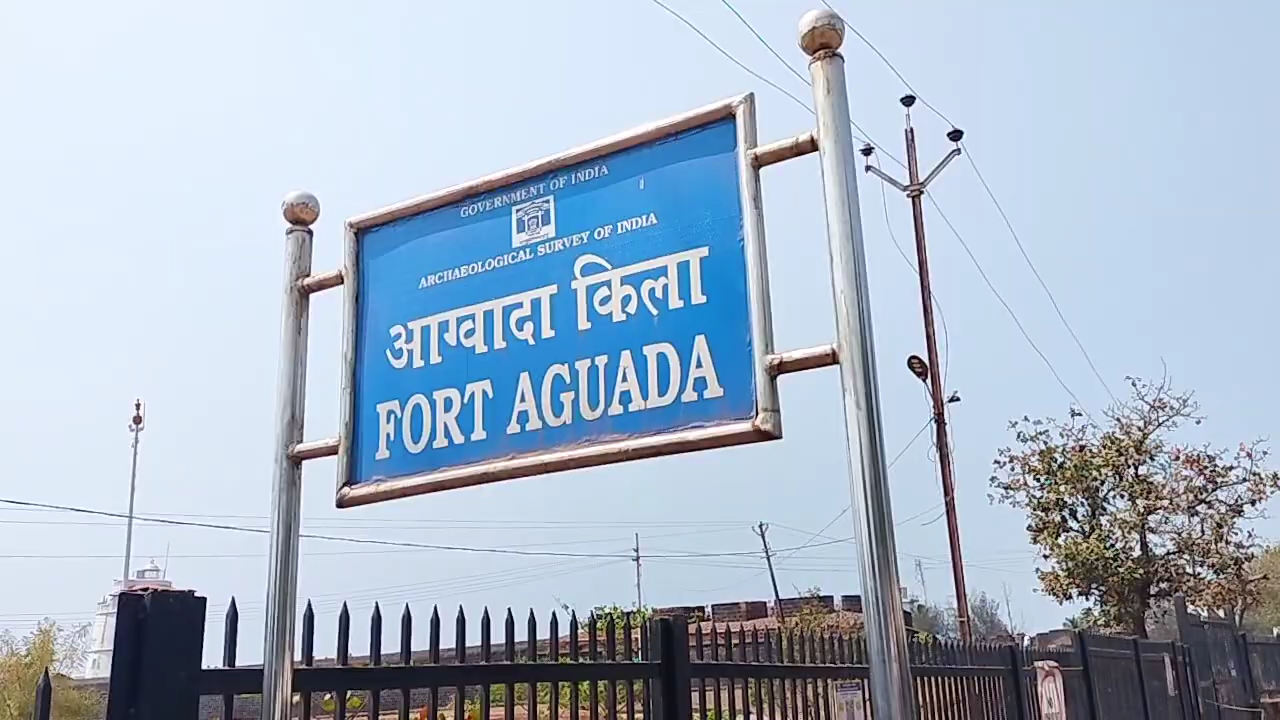 GOVERNMENT OF INDIA
ARCHAEOLOGICAL SURVEY OF INDIA
आग्वादा किला
FORT AGUADA